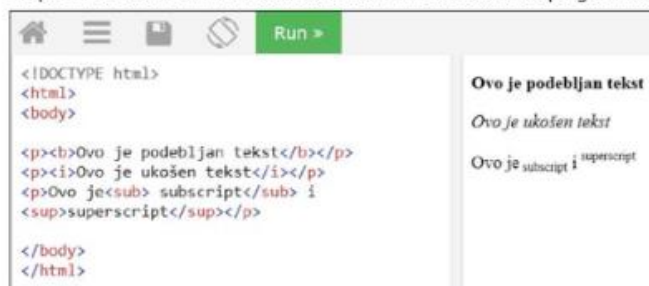 Run »
<!DOCTYPE html>
<html>
<body>
<p><b>Ovo je podebljan tekst</b></p>
<p><i>Ovo je ukošen tekst</i></p>
<p>Ovo je<sub> subscript</sub> i
<sup>superscript</sup></p>
</body>
</html>
Ovo je podebljan tekst
Ovo je ukošen tekst
Ovo je subscript i superscript